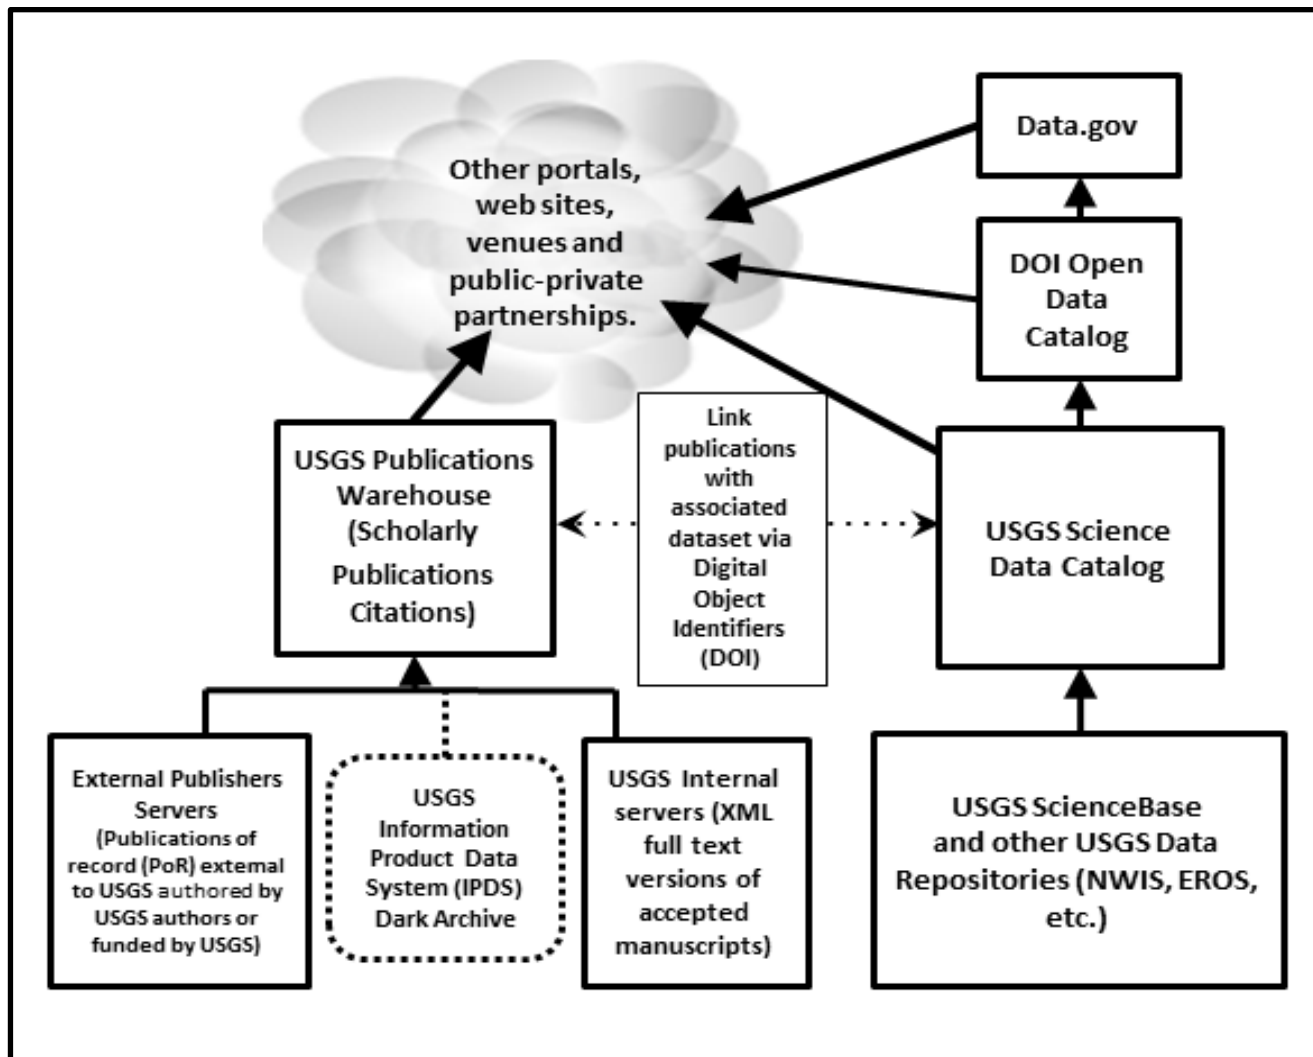 Other portals,
web sites,
venues and
public-private
partnerships.
Data.gov
DOI Open
Data
Catalog
USGS Publications
Warehouse
(Scholarly
Publications
Citations)
Link
publications
with
associated
dataset via
Digital
Object
Identifiers
(DOI)
USGS Science
Data Catalog
External Publishers
Servers
(Publications of
record (PoR) external
to USGS authored by
USGS authors or
funded by USGS)
USGS
Information
Product Data
System (IPDS)
Dark Archive
USGS Internal
servers (XML
full text
versions of
accepted
manuscripts)
USGS ScienceBase
and other USGS Data
Repositories (NWIS, EROS,
etc.)